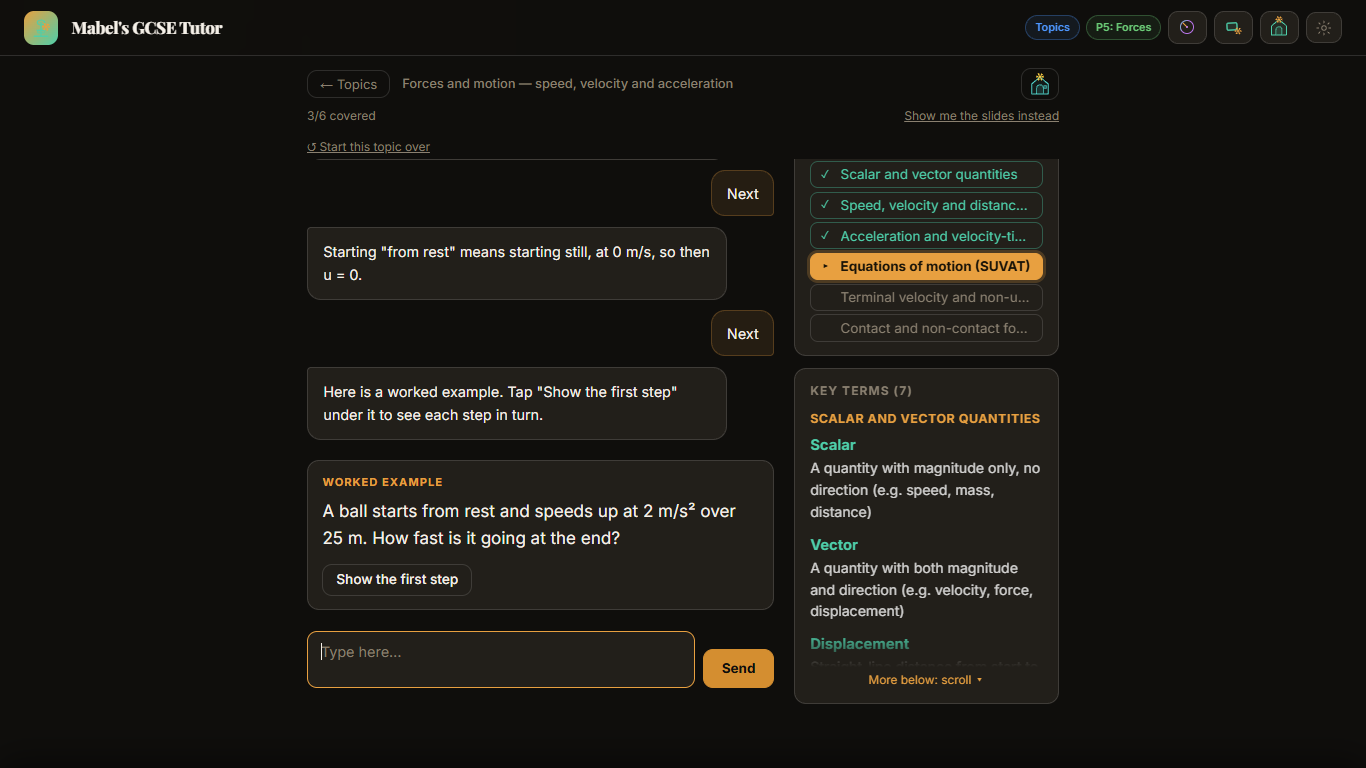 Mabel's GCSE Tutor
Topics
P5: Forces
← Topics
Forces and motion — speed, velocity and acceleration
3/6 covered
Show me the slides instead
↺ Start this topic over
Next
Starting "from rest" means starting still, at 0 m/s, so then
u = 0.
Next
Here is a worked example. Tap "Show the first step"
under it to see each step in turn.
WORKED EXAMPLE
A ball starts from rest and speeds up at 2 m/s² over
25 m. How fast is it going at the end?
Show the first step
Type here...
Send
✓ Scalar and vector quantities
✓ Speed, velocity and distanc...
✓ Acceleration and velocity-ti...
▸ Equations of motion (SUVAT)
Terminal velocity and non-u...
Contact and non-contact fo...
KEY TERMS (7)
SCALAR AND VECTOR QUANTITIES
Scalar
A quantity with magnitude only, no
direction (e.g. speed, mass,
distance)
Vector
A quantity with both magnitude
and direction (e.g. velocity, force,
displacement)
Displacement
More below: scroll ▾